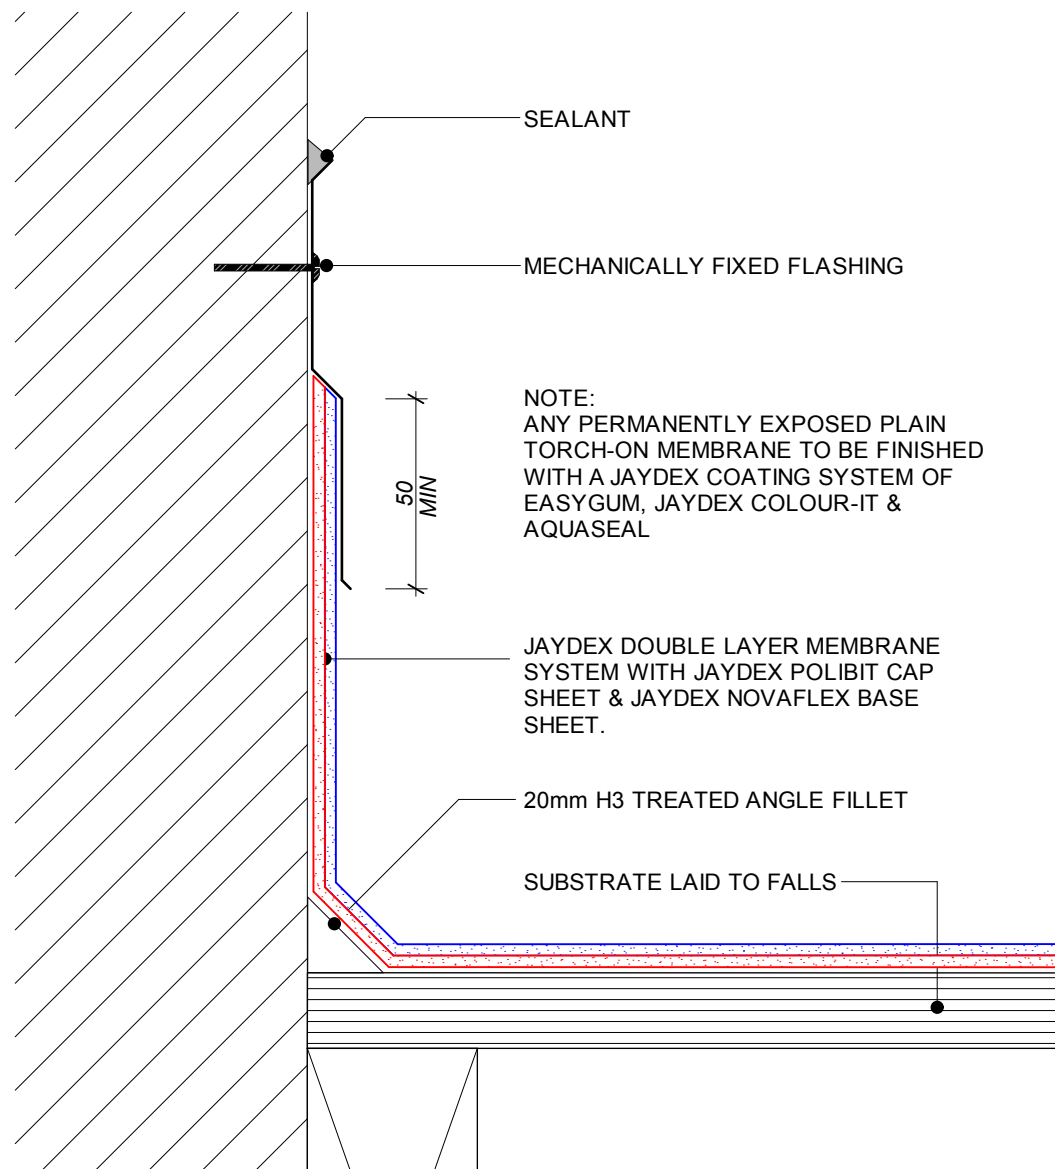 SEALANT
MECHANICALLY FIXED FLASHING
NOTE:
ANY PERMANENTLY EXPOSED PLAIN
TORCH-ON MEMBRANE TO BE FINISHED
WITH A JAYDEX COATING SYSTEM OF
EASYGUM, JAYDEX COLOUR-IT &
AQUASEAL
50
MIN
JAYDEX DOUBLE LAYER MEMBRANE
SYSTEM WITH JAYDEX POLIBIT CAP
SHEET & JAYDEX NOVAFLEX BASE
SHEET.
20mm H3 TREATED ANGLE FILLET
SUBSTRATE LAID TO FALLS